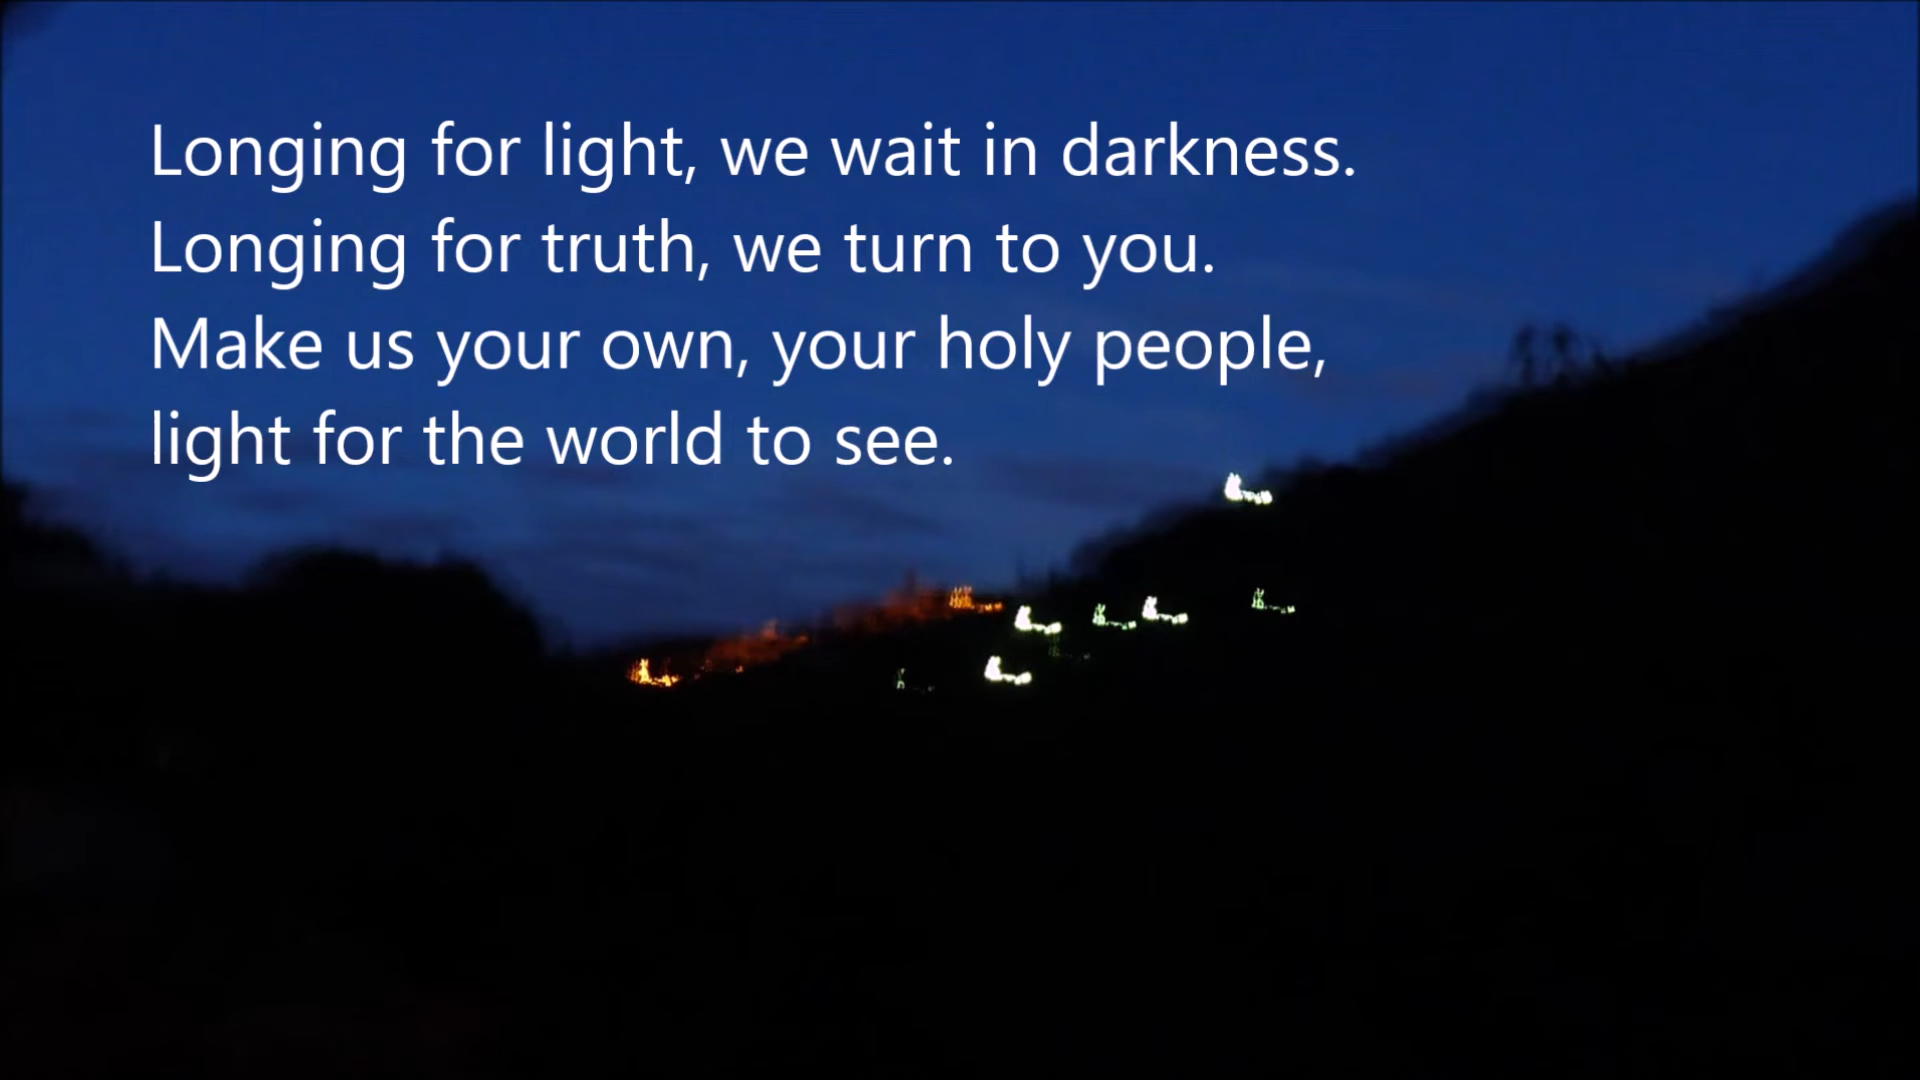 Longing for light, we wait in darkness.
Longing for truth, we turn to you.
Make us your own, your holy people,
light for the world to see.